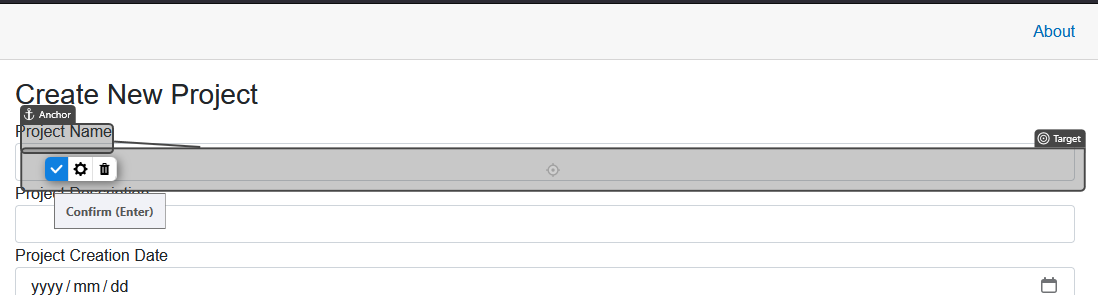 About
Create New Project
Anchor
Project Name
Target
Project Description
Confirm (Enter)
Project Creation Date
yyyy/mm/dd